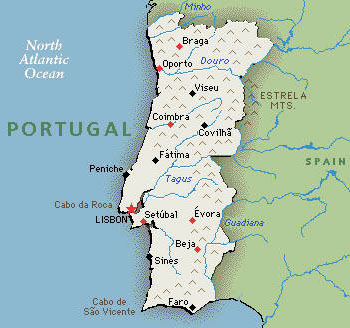 Minho
North
Atlantic
Ocean
Braga
Oporto
Douro
Viseu
ESTRELA
MTS.
Coimbra
Covilhã
PORTUGAL
Fátima
SPAIN
Peniche
Tagus
Cabo da Roca
LISBON
Setúbal
Évora
Guadiana
Beja
Sines
Cabo de
São Vicente
Faro